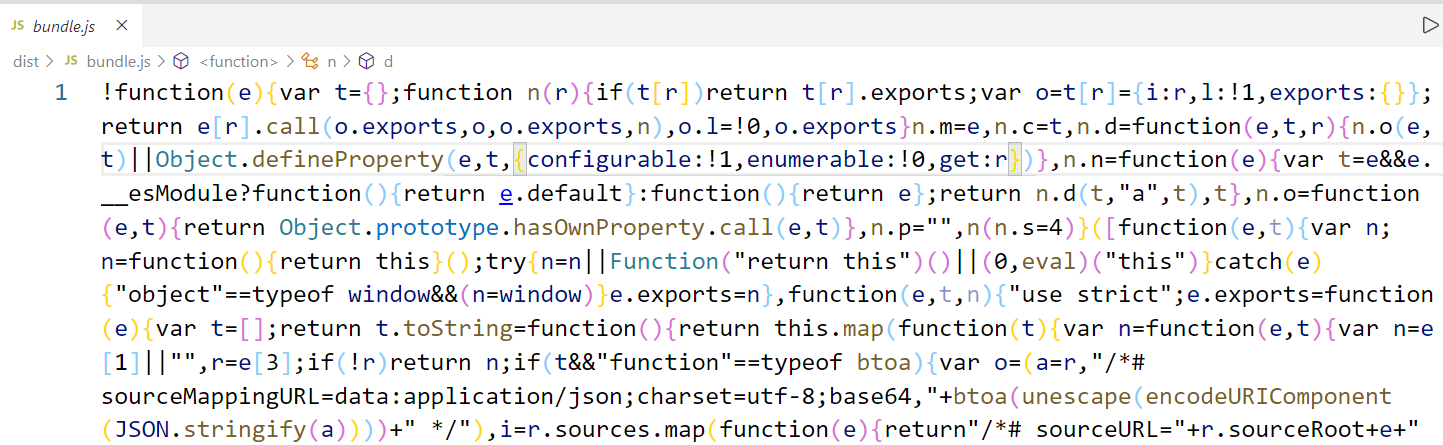 JS bundle.js ×
dist > JS bundle.js > <function> > n > d
1 !function(e){var t={};function n(r){if(t[r])return t[r].exports;var o=t[r]={i:r,l:!1,exports:{}};
return e[r].call(o.exports,o,o.exports,n),o.l=!0,o.exports}n.m=e,n.c=t,n.d=function(e,t,r){n.o(e,
t)||Object.defineProperty(e,t,{configurable:!1,enumerable:!0,get:r})},n.n=function(e){var t=e&&e.
__esModule?function(){return e.default}:function(){return e};return n.d(t,"a",t),t},n.o=function
(e,t){return Object.prototype.hasOwnProperty.call(e,t)},n.p="",n(n.s=4)}([function(e,t){var n;
n=function(){return this}();try{n=n||Function("return this")()||(0,eval)("this")}catch(e)
{"object"==typeof window&&(n=window)}e.exports=n},function(e,t,n){"use strict";e.exports=function
(e){var t=[];return t.toString=function(){return this.map(function(t){var n=function(e,t){var n=e
[1]||"",r=e[3];if(!r)return n;if(t&&"function"==typeof btoa){var o=(a=r,"/*#
sourceMappingURL=data:application/json;charset=utf-8;base64,"+btoa(unescape(encodeURIComponent
(JSON.stringify(a))))+" */"),i=r.sources.map(function(e){return"/*# sourceURL="+r.sourceRoot+e+"